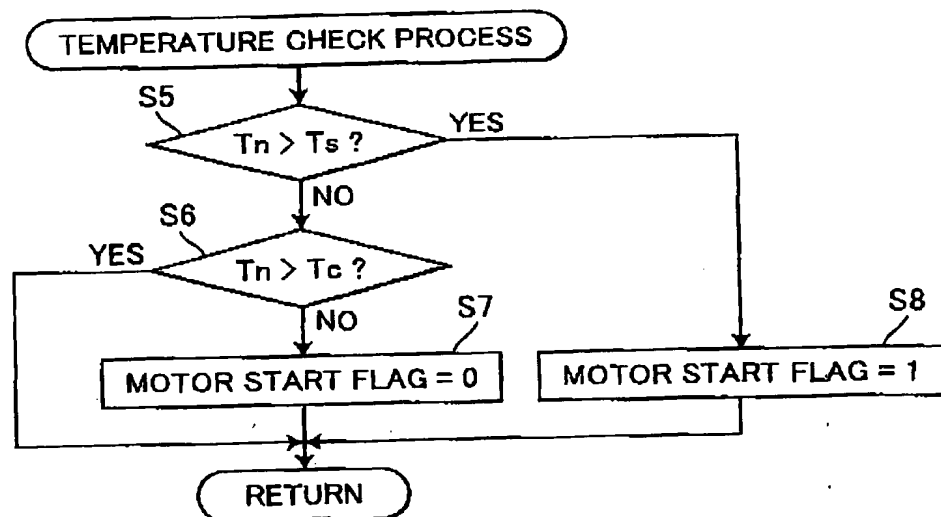 TEMPERATURE CHECK PROCESS
S5
Tn > Ts ?
YES
NO
S6
YES
Tn > Tc ?
NO
S7
S8
MOTOR START FLAG = 0
MOTOR START FLAG = 1
RETURN